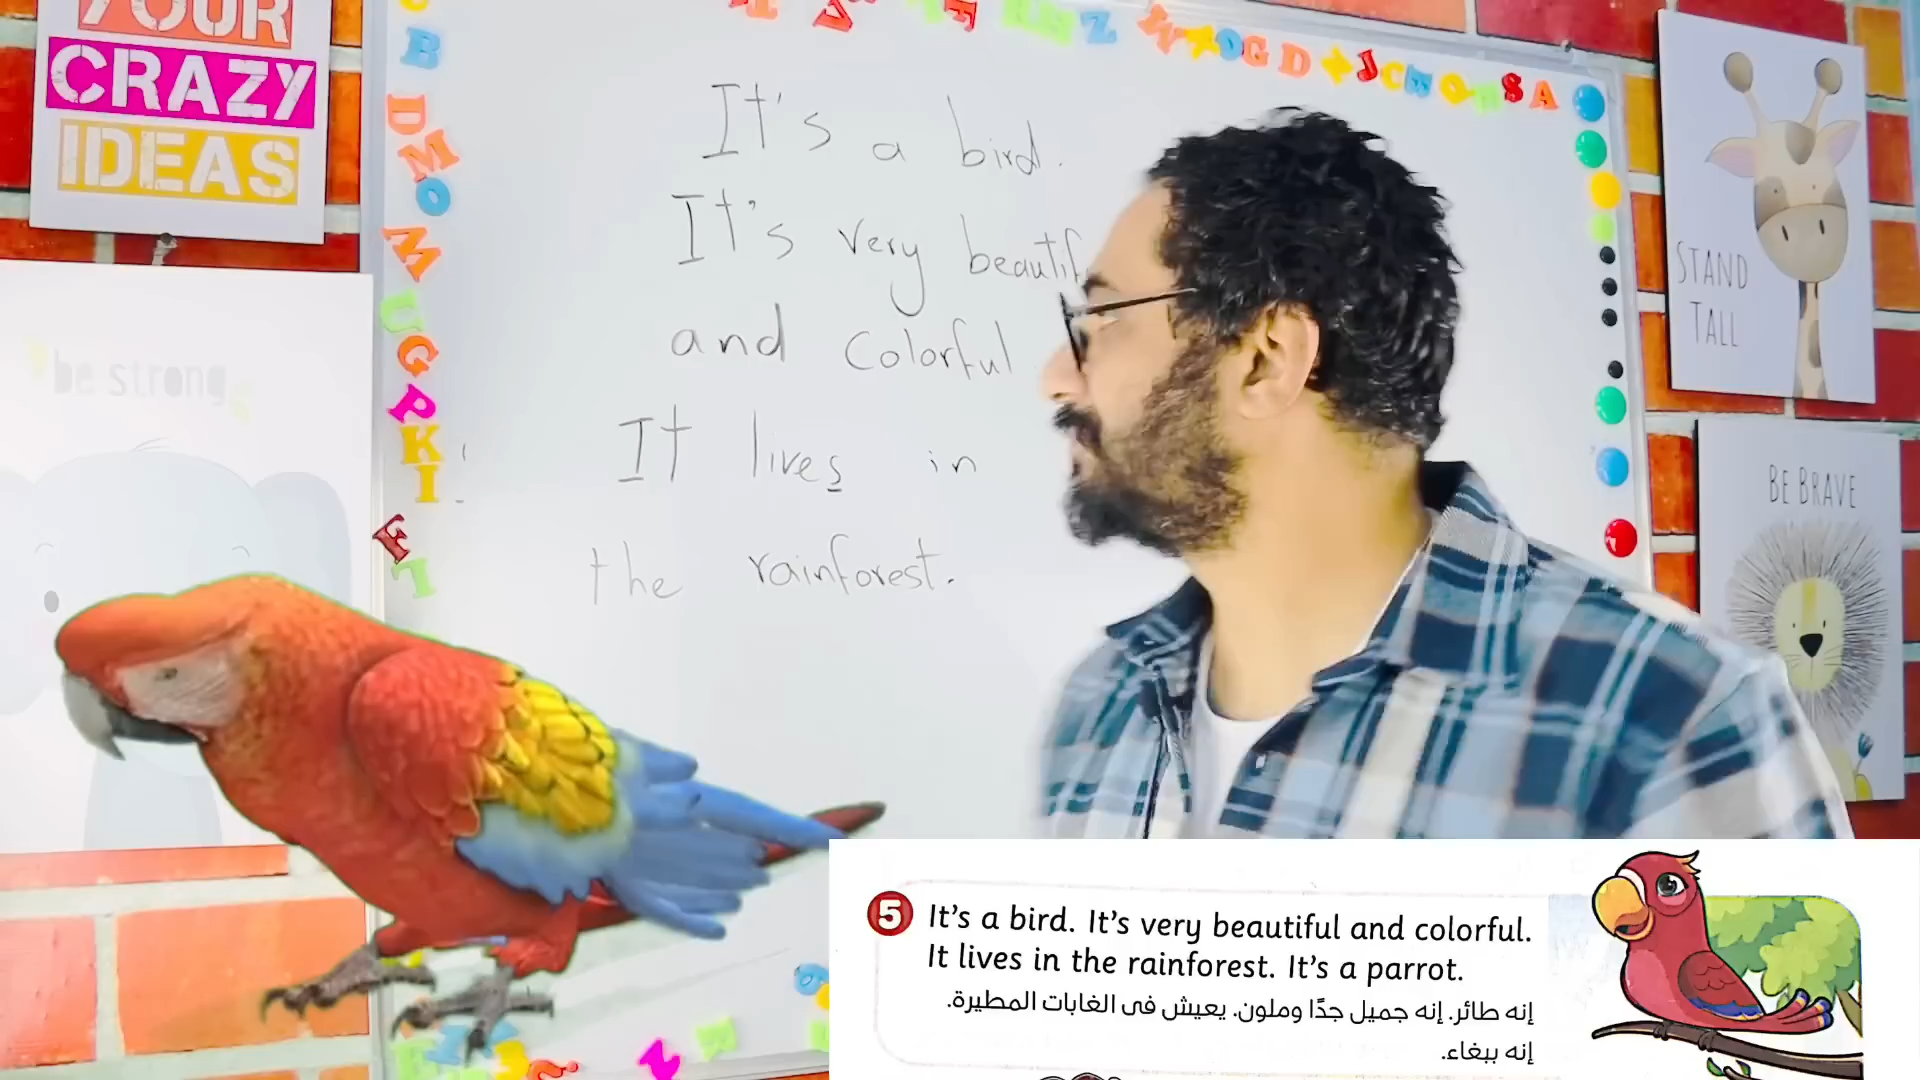 YOUR
CRAZY
IDEAS
be strong
It's a bird.
It's very
and colorful
It lives in
the rainforest.
STAND
TALL
BE BRAVE
5 It's a bird. It's very beautiful and colorful.
It lives in the rainforest. It's a parrot.
إنه طائر. إنه جميل جدًا وملون. يعيش فى الغابات المطيرة.
إنه ببغاء.